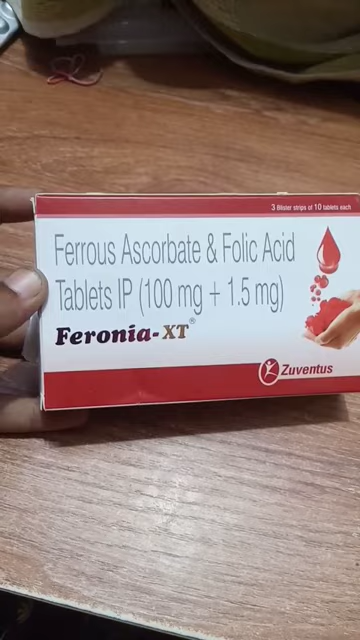 3 Blister strips of 10 tablets each
Ferrous Ascorbate & Folic Acid
Tablets IP (100 mg + 1.5 mg)
Feronia-XT®
Zuventus